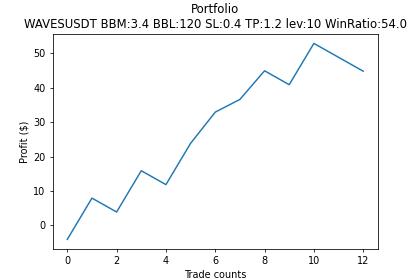 Portfolio
WAVESUSDT BBM:3.4 BBL:120 SL:0.4 TP:1.2 lev:10 WinRatio:54.0
50
40
30
20
10
0
Profit ($)
0 2 4 6 8 10 12
Trade counts